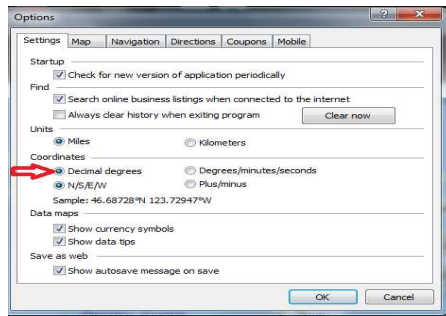 Options
Settings Map Navigation Directions Coupons Mobile
Startup
Check for new version of application periodically
Find
Search online business listings when connected to the internet
Always clear history when exiting program Clear now
Units
Miles Kilometers
Coordinates
Decimal degrees Degrees/minutes/seconds
N/S/E/W Plus/minus
Sample: 46.68728°N 123.72947°W
Data maps
Show currency symbols
Show data tips
Save as web
Show autosave message on save
OK Cancel